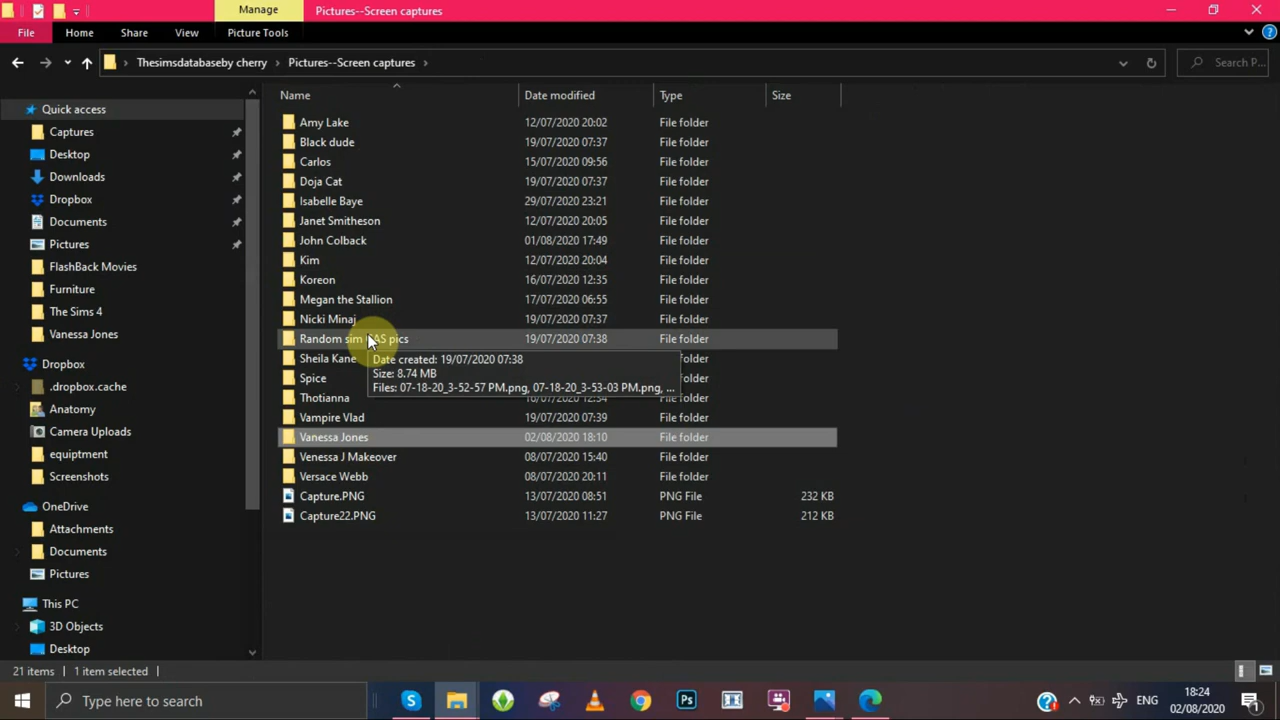 Manage
Pictures--Screen captures
File
Home
Share
View
Picture Tools
Thesimsdatabaseby cherry
Pictures--Screen captures
Search P...
Name
Date modified
Type
Size
Quick access
Captures
Desktop
Downloads
Dropbox
Documents
Pictures
FlashBack Movies
Furniture
The Sims 4
Vanessa Jones
Dropbox
.dropbox.cache
Anatomy
Camera Uploads
equiptment
Screenshots
OneDrive
Attachments
Documents
Pictures
This PC
3D Objects
Desktop
Amy Lake 12/07/2020 20:02 File folder
Black dude 19/07/2020 07:37 File folder
Carlos 15/07/2020 09:56 File folder
Doja Cat 19/07/2020 07:37 File folder
Isabelle Baye 29/07/2020 23:21 File folder
Janet Smitheson 12/07/2020 20:05 File folder
John Colback 01/08/2020 17:49 File folder
Kim 12/07/2020 20:04 File folder
Koreon 16/07/2020 12:35 File folder
Megan the Stallion 17/07/2020 06:55 File folder
Nicki Minaj 19/07/2020 07:37 File folder
Random sim AS pics 19/07/2020 07:38 File folder
Sheila Kane
Date created: 19/07/2020 07:38
Size: 8.74 MB
Files: 07-18-20_3-52-57 PM.png, 07-18-20_3-53-03 PM.png, ...
Spice
Thotianna 16/07/2020 12:34 File folder
Vampire Vlad 19/07/2020 07:39 File folder
Vanessa Jones 02/08/2020 18:10 File folder
Venessa J Makeover 08/07/2020 15:40 File folder
Versace Webb 08/07/2020 20:11 File folder
Capture.PNG 13/07/2020 08:51 PNG File 232 KB
Capture22.PNG 13/07/2020 11:27 PNG File 212 KB
21 items
1 item selected
Type here to search
S
Ps
ENG
18:24
02/08/2020
1